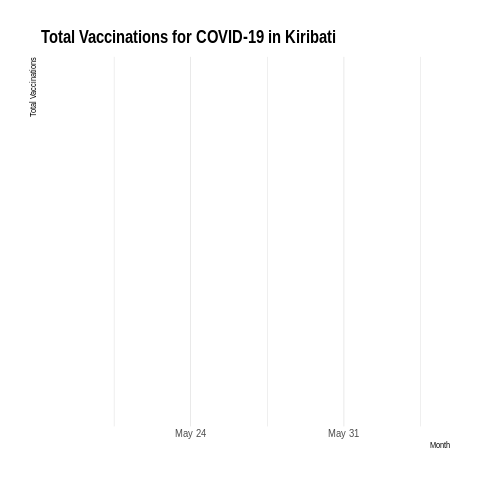 Total Vaccinations for COVID-19 in Kiribati
Total Vaccinations
May 24
May 31
Month